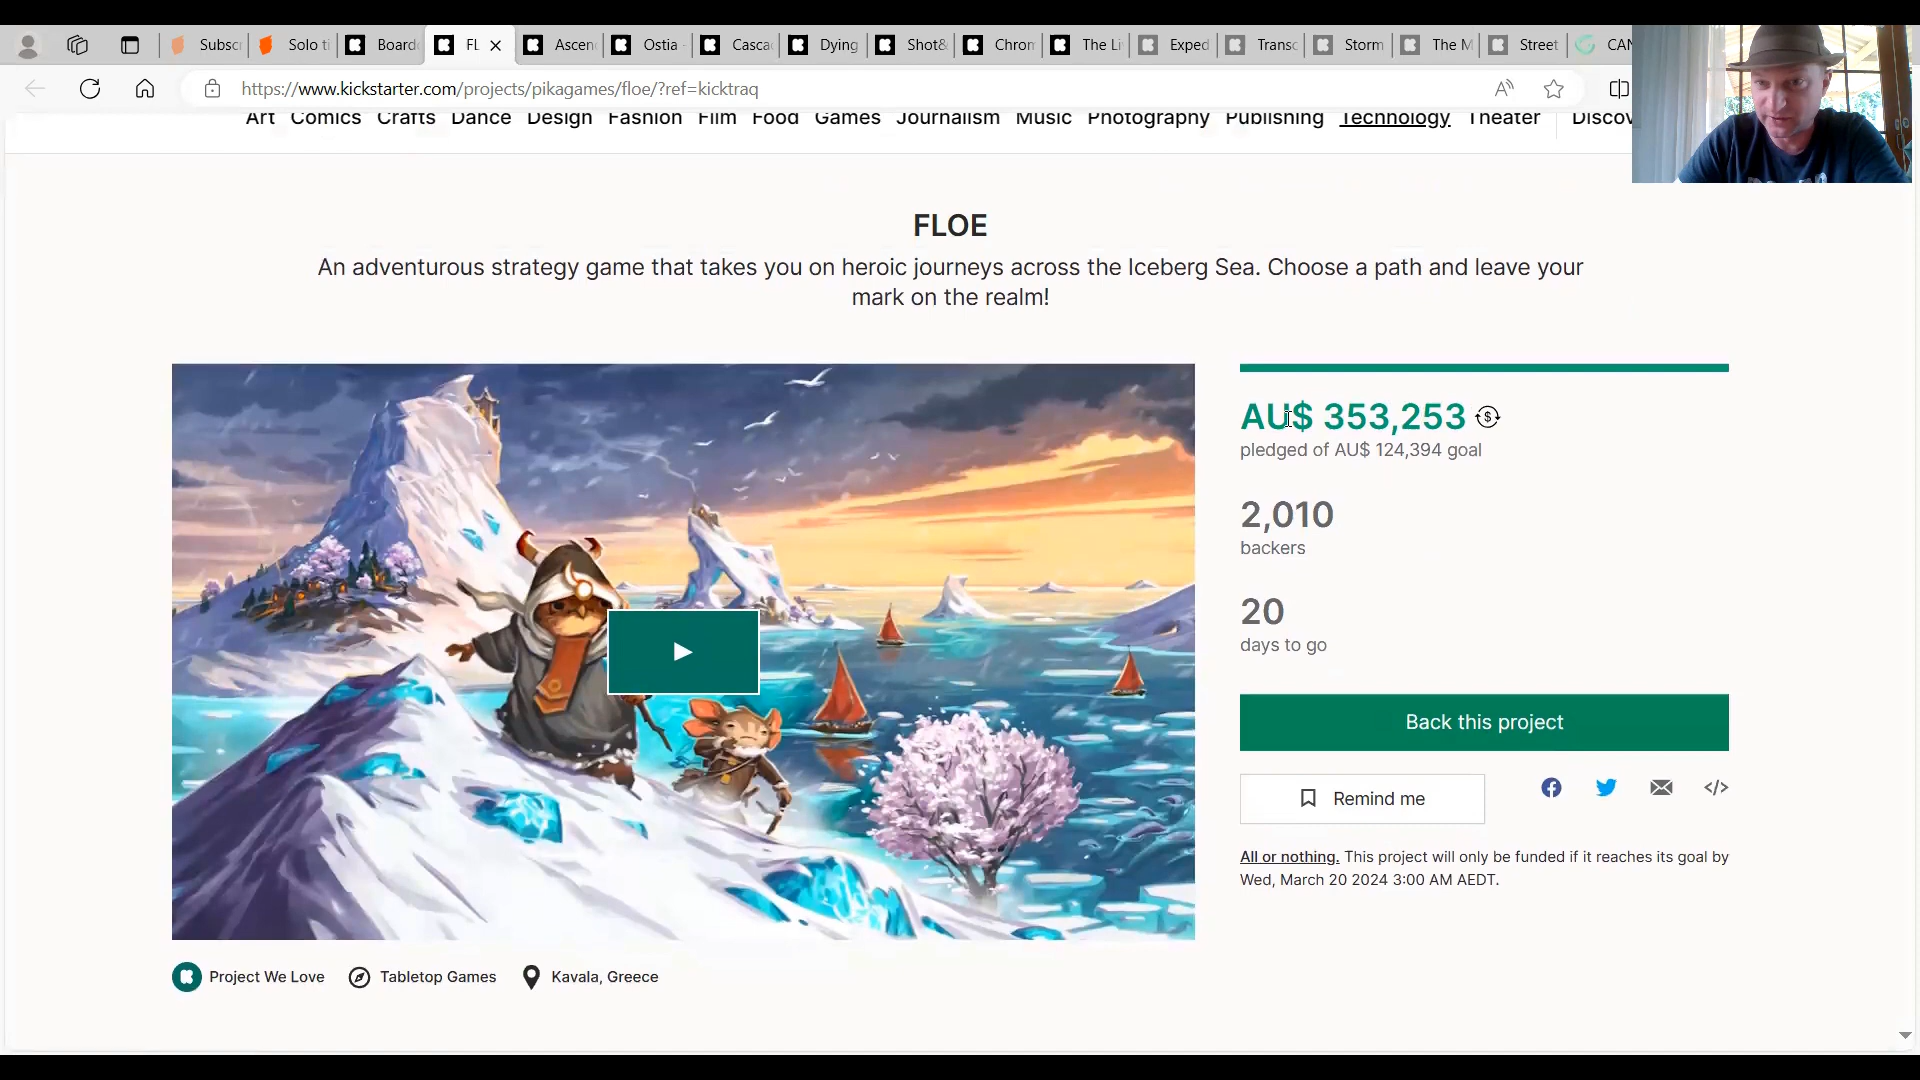 Subsc
Solo ti
Board
FL
Ascen
Ostia
Casca
Dying
Shot&
Chron
The Li
Exped
Transc
Storm
The M
Street
CAN
https://www.kickstarter.com/projects/pikagames/floe/?ref=kicktraq
Art Comics Crafts Dance Design Fashion Film Food Games Journalism Music Photography Publishing Technology Theater Discov
FLOE
An adventurous strategy game that takes you on heroic journeys across the Iceberg Sea. Choose a path and leave your
mark on the realm!
AU$ 353,253
pledged of AU$ 124,394 goal
2,010
backers
20
days to go
Back this project
Remind me
All or nothing. This project will only be funded if it reaches its goal by
Wed, March 20 2024 3:00 AM AEDT.
Project We Love
Tabletop Games
Kavala, Greece